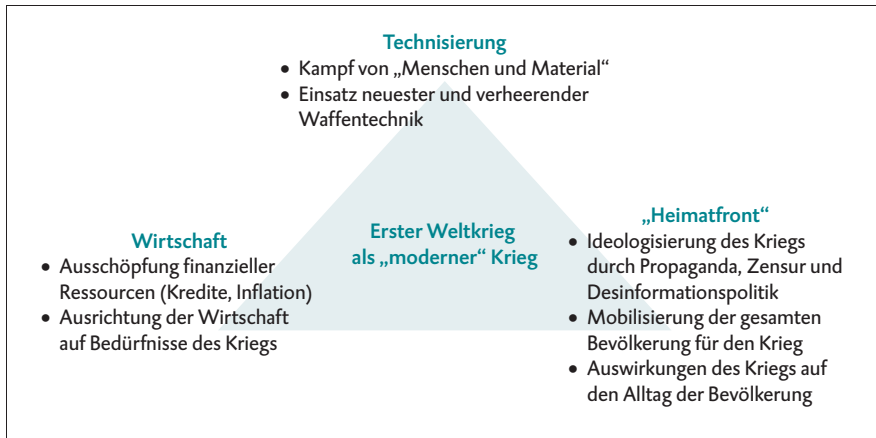 Technisierung
• Kampf von „Menschen und Material“
• Einsatz neuester und verheerender
Waffentechnik
Erster Weltkrieg
als „moderner“ Krieg
Wirtschaft
• Ausschöpfung finanzieller
Ressourcen (Kredite, Inflation)
• Ausrichtung der Wirtschaft
auf Bedürfnisse des Kriegs
„Heimatfront“
• Ideologisierung des Kriegs
durch Propaganda, Zensur und
Desinformationspolitik
• Mobilisierung der gesamten
Bevölkerung für den Krieg
• Auswirkungen des Kriegs auf
den Alltag der Bevölkerung